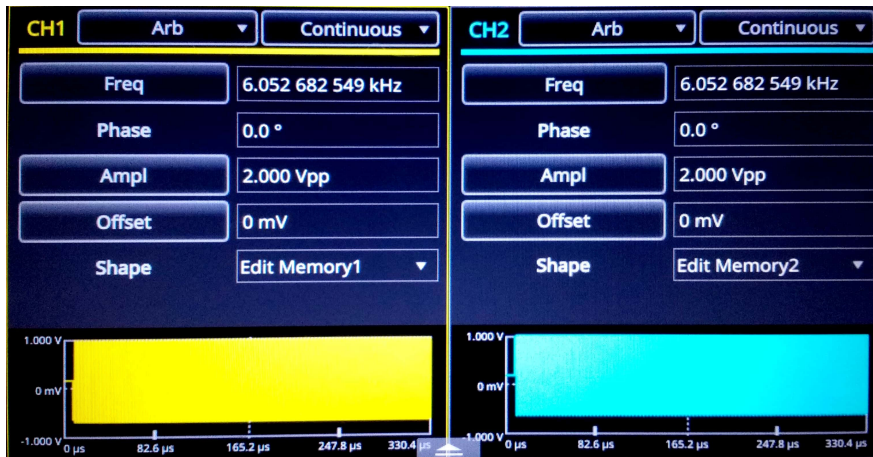 CH1 Arb Continuous
Freq 6.052 682 549 kHz
Phase 0.0 °
Ampl 2.000 Vpp
Offset 0 mV
Shape Edit Memory1
1.000 V
0 mV
-1.000 V
0 µs 82.6 µs 165.2 µs 247.8 µs 330.4 µs
CH2 Arb Continuous
Freq 6.052 682 549 kHz
Phase 0.0 °
Ampl 2.000 Vpp
Offset 0 mV
Shape Edit Memory2
1.000 V
0 mV
-1.000 V
0 µs 82.6 µs 165.2 µs 247.8 µs 330.4 µs